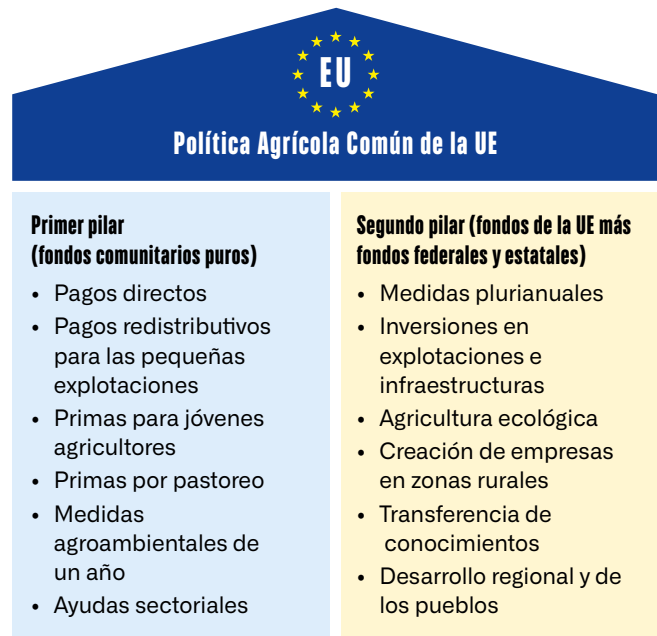 EU
Política Agrícola Común de la UE
Primer pilar
(fondos comunitarios puros)
• Pagos directos
• Pagos redistributivos
para las pequeñas
explotaciones
• Primas para jóvenes
agricultores
• Primas por pastoreo
• Medidas
agroambientales de
un año
• Ayudas sectoriales
Segundo pilar (fondos de la UE más
fondos federales y estatales)
• Medidas plurianuales
• Inversiones en
explotaciones e
infraestructuras
• Agricultura ecológica
• Creación de empresas
en zonas rurales
• Transferencia de
conocimientos
• Desarrollo regional y de
los pueblos